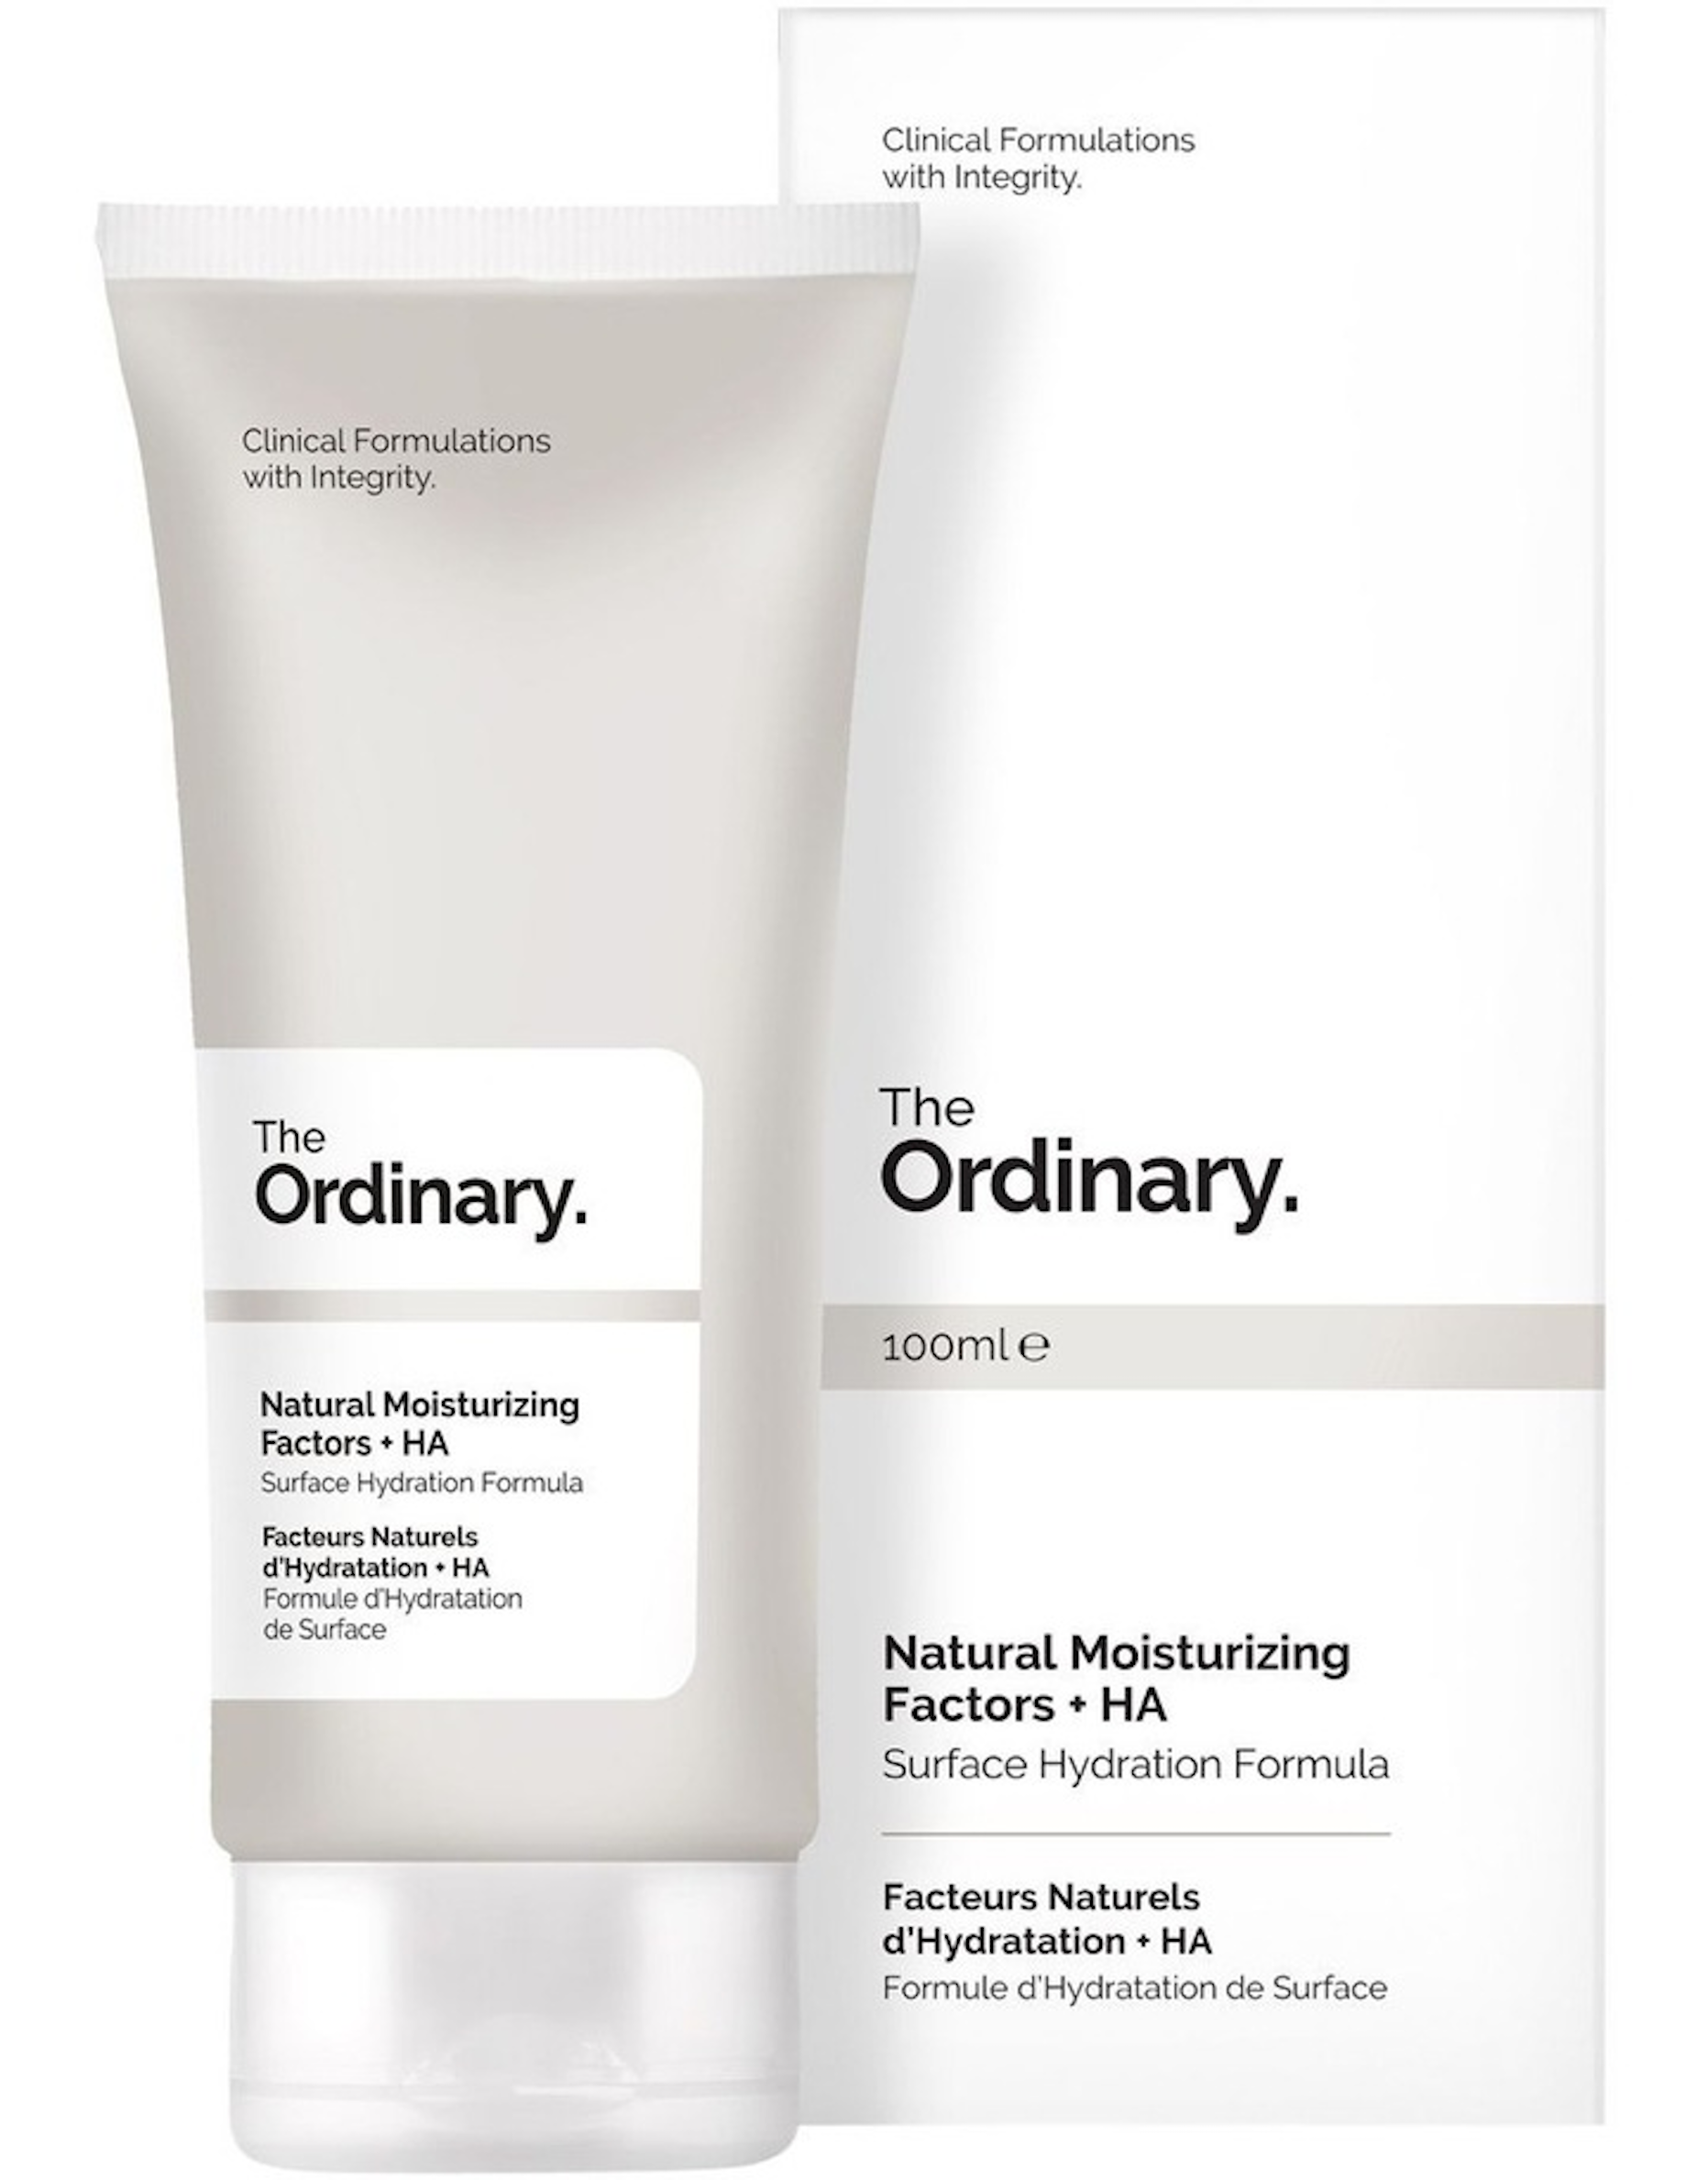 Clinical Formulations
with Integrity.
The
Ordinary.
Natural Moisturizing
Factors + HA
Surface Hydration Formula
Facteurs Naturels
d'Hydratation + HA
Formule d'Hydratation
de Surface
Clinical Formulations
with Integrity.
The
Ordinary.
100ml ℮
Natural Moisturizing
Factors + HA
Surface Hydration Formula
Facteurs Naturels
d'Hydratation + HA
Formule d'Hydratation de Surface